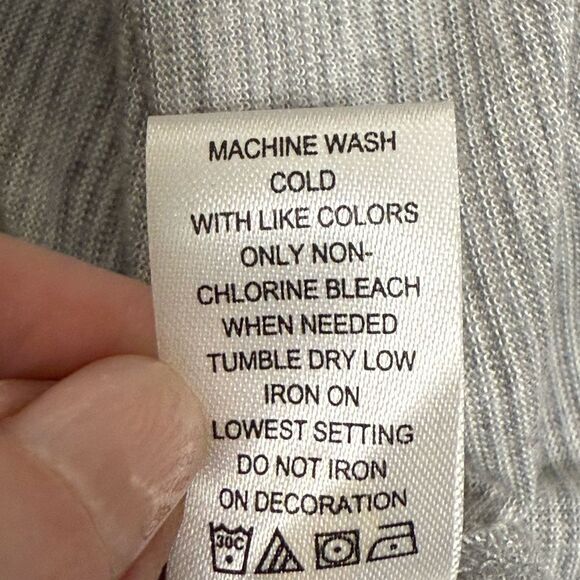 MACHINE WASH
COLD
WITH LIKE COLORS
ONLY NON-
CHLORINE BLEACH
WHEN NEEDED
TUMBLE DRY LOW
IRON ON
LOWEST SETTING
DO NOT IRON
ON DECORATION
30C